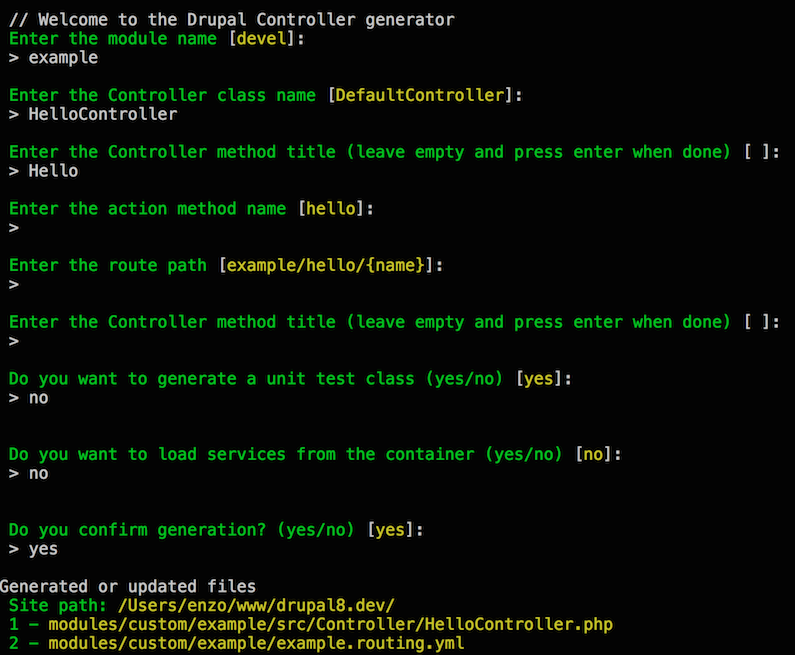 // Welcome to the Drupal Controller generator
Enter the module name [devel]:
> example
Enter the Controller class name [DefaultController]:
> HelloController
Enter the Controller method title (leave empty and press enter when done) [ ]:
> Hello
Enter the action method name [hello]:
>
Enter the route path [example/hello/{name}]:
>
Enter the Controller method title (leave empty and press enter when done) [ ]:
>
Do you want to generate a unit test class (yes/no) [yes]:
> no
Do you want to load services from the container (yes/no) [no]:
> no
Do you confirm generation? (yes/no) [yes]:
> yes
Generated or updated files
Site path: /Users/enzo/www/drupal8.dev/
1 – modules/custom/example/src/Controller/HelloController.php
2 – modules/custom/example/example.routing.yml